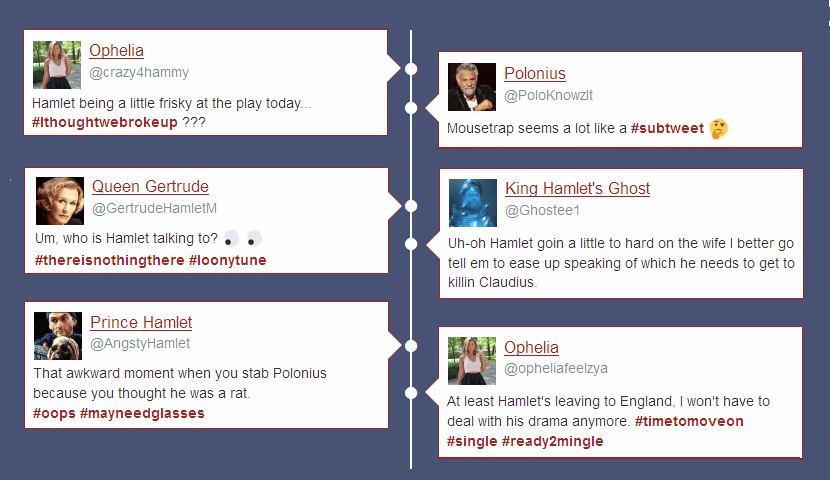 Ophelia
@crazy4hammy
Hamlet being a little frisky at the play today...
#Ithoughtwebrokeup ???
Polonius
@PoloKnowzIt
Mousetrap seems a lot like a #subtweet 🤔
Queen Gertrude
@GertrudeHamletM
Um, who is Hamlet talking to? 👀
#thereisnothingthere #loonytune
King Hamlet's Ghost
@Ghostee1
Uh-oh Hamlet goin a little to hard on the wife I better go
tell em to ease up speaking of which he needs to get to
killin Claudius.
Prince Hamlet
@AngstyHamlet
That awkward moment when you stab Polonius
because you thought he was a rat.
#oops #mayneedglasses
Ophelia
@opheliafeelzya
At least Hamlet's leaving to England, I won't have to
deal with his drama anymore. #timetomoveon
#single #ready2mingle